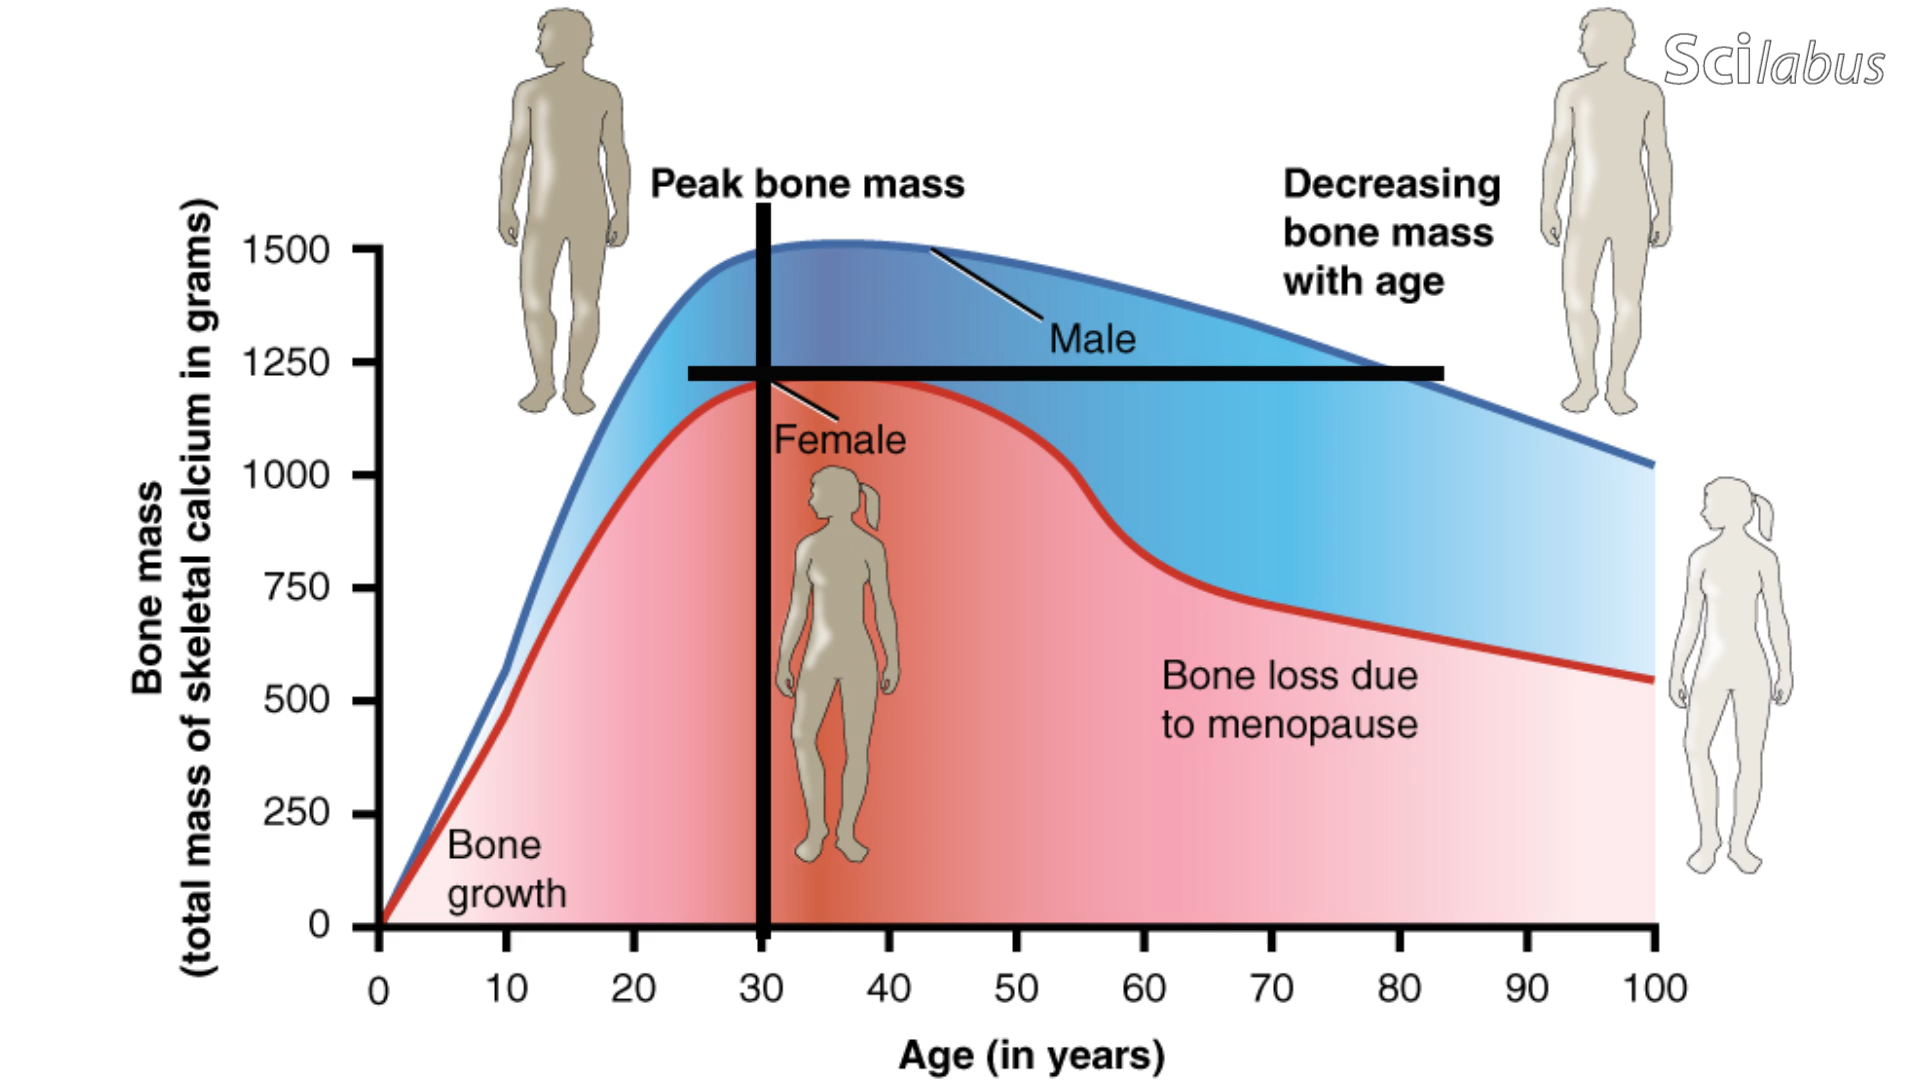 Scilabus
Peak bone mass
Decreasing
bone mass
with age
Bone mass
(total mass of skeletal calcium in grams)
1500
1250
1000
750
500
250
0
Male
Female
Bone loss due
to menopause
Bone
growth
0 10 20 30 40 50 60 70 80 90 100
Age (in years)